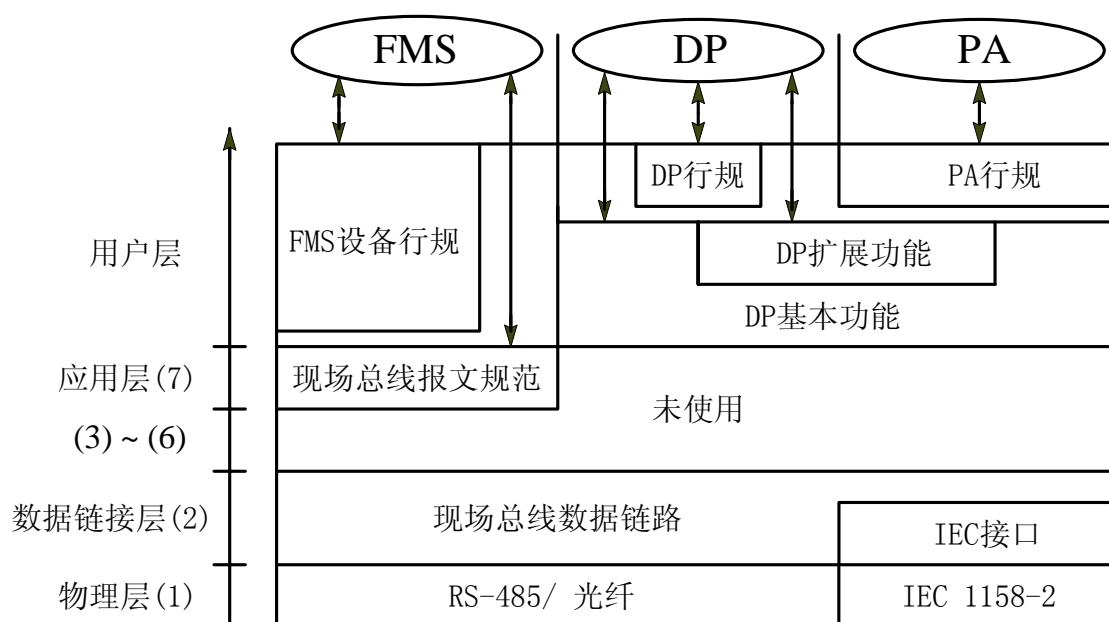 FMS
DP
PA
DP行规
PA行规
用户层
FMS设备行规
DP扩展功能
DP基本功能
应用层(7)
现场总线报文规范
未使用
(3) ~ (6)
数据链接层(2)
现场总线数据链路
IEC接口
物理层(1)
RS-485/ 光纤
IEC 1158-2